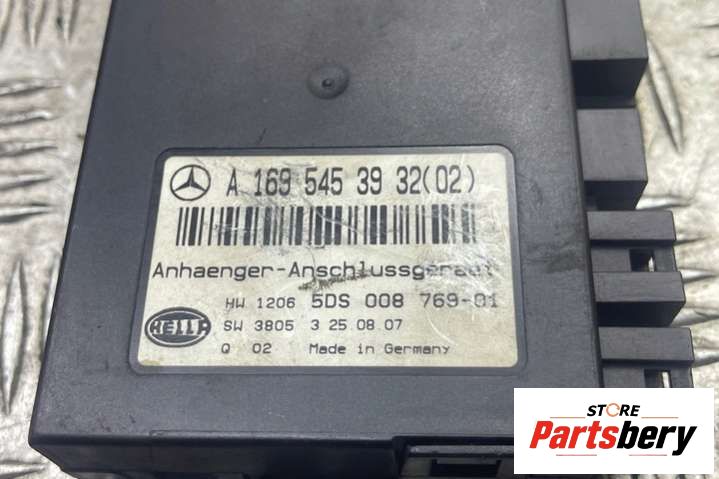 A 169 545 39 32(02)
Anhaenger-Anschlussgeraet
HW 1206 5DS 008 769-01
HELLA
SW 3805 3 25.08.07
Q 02 Made in Germany
STORE
Partsbery